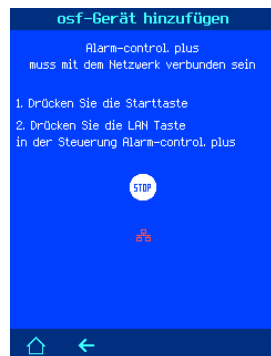 osf-Gerät hinzufügen
Alarm-control. plus
muss mit dem Netzwerk verbunden sein
1. Drücken Sie die Starttaste
2. Drücken Sie die LAN Taste
in der Steuerung Alarm-control. plus
STOP